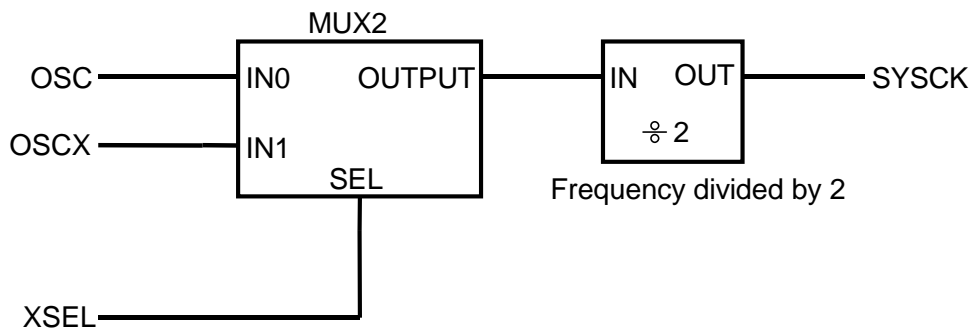 MUX2
OSC IN0 OUTPUT IN OUT SYSCK
OSCX IN1 ÷ 2
SEL
Frequency divided by 2
XSEL